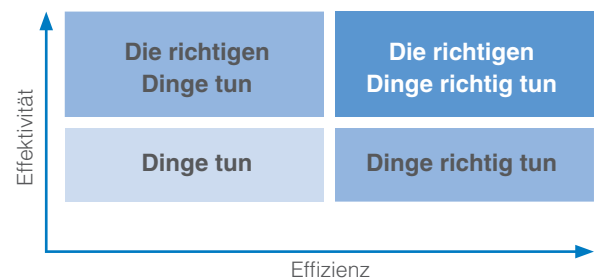 Effektivität
Die richtigen
Dinge tun
Die richtigen
Dinge richtig tun
Dinge tun
Dinge richtig tun
Effizienz